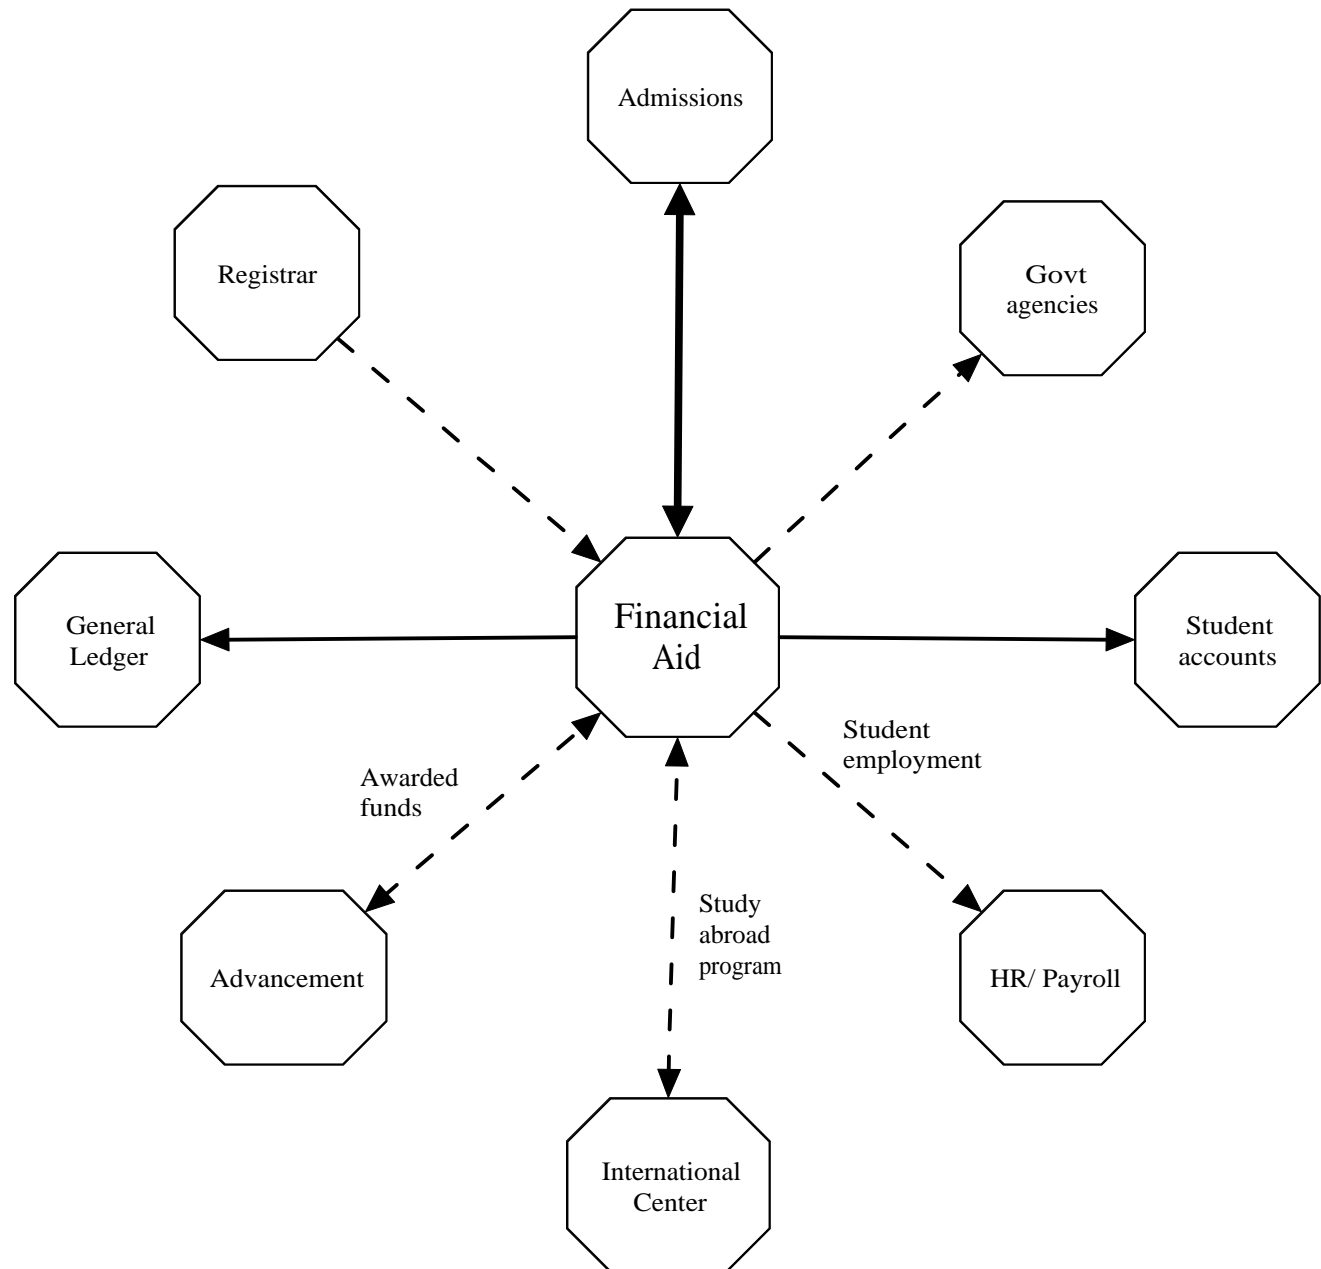 Admissions
Registrar
Govt
agencies
General
Ledger
Financial
Aid
Student
accounts
Student
employment
Awarded
funds
Study
abroad
program
Advancement
HR/ Payroll
International
Center